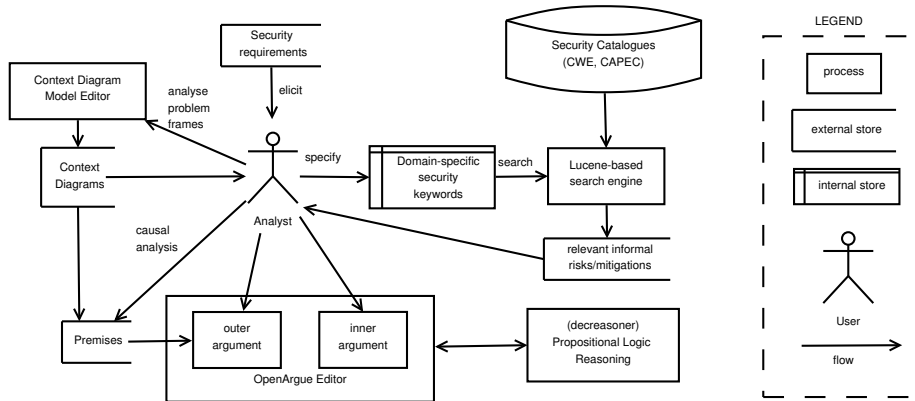 Security
requirements
elicit
Security Catalogues
(CWE, CAPEC)
Context Diagram
Model Editor
analyse
problem
frames
Context
Diagrams
specify
Domain-specific
security
keywords
search
Lucene-based
search engine
Analyst
causal
analysis
relevant informal
risks/mitigations
Premises
outer
argument
inner
argument
OpenArgue Editor
(decreasoner)
Propositional Logic
Reasoning
LEGEND
process
external store
internal store
User
flow